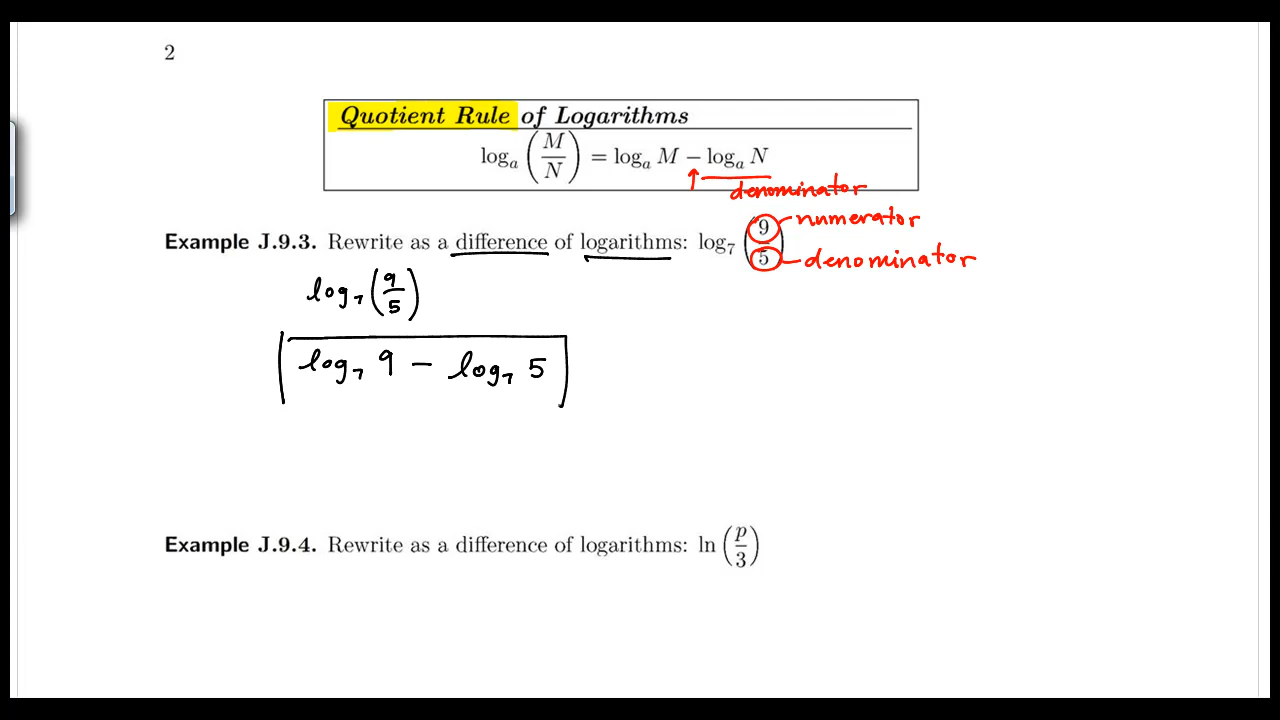 2
Quotient Rule of Logarithms
log_a (M/N) = log_a M − log_a N
denominator
Example J.9.3. Rewrite as a difference of logarithms: log_7 (9/5)
numerator
denominator
log_7 (9/5)
log_7 9 − log_7 5
Example J.9.4. Rewrite as a difference of logarithms: ln (p/3)